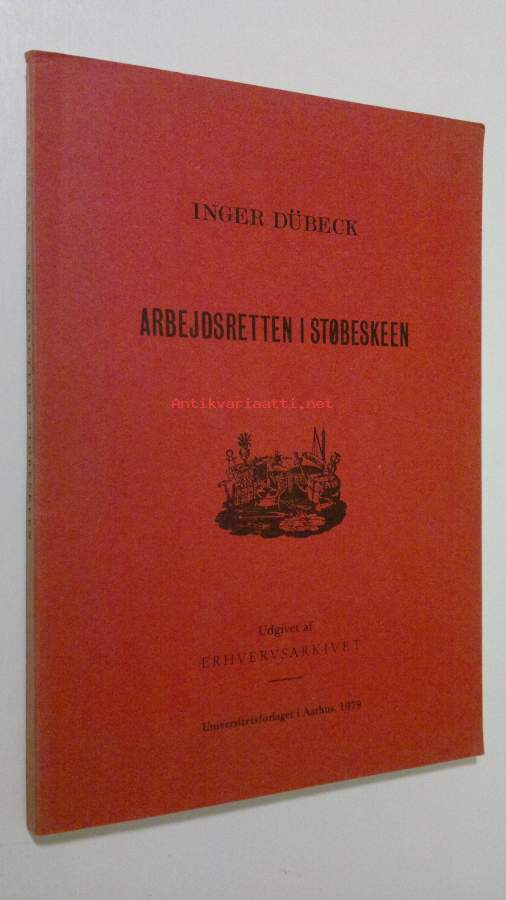 INGER DÜBECK
ARBEJDSRETTEN I STØBESKEEN
Antikvariaatti.net
Udgivet af
ERHVERVSARKIVET
Universitetsforlaget i Aarhus, 1979